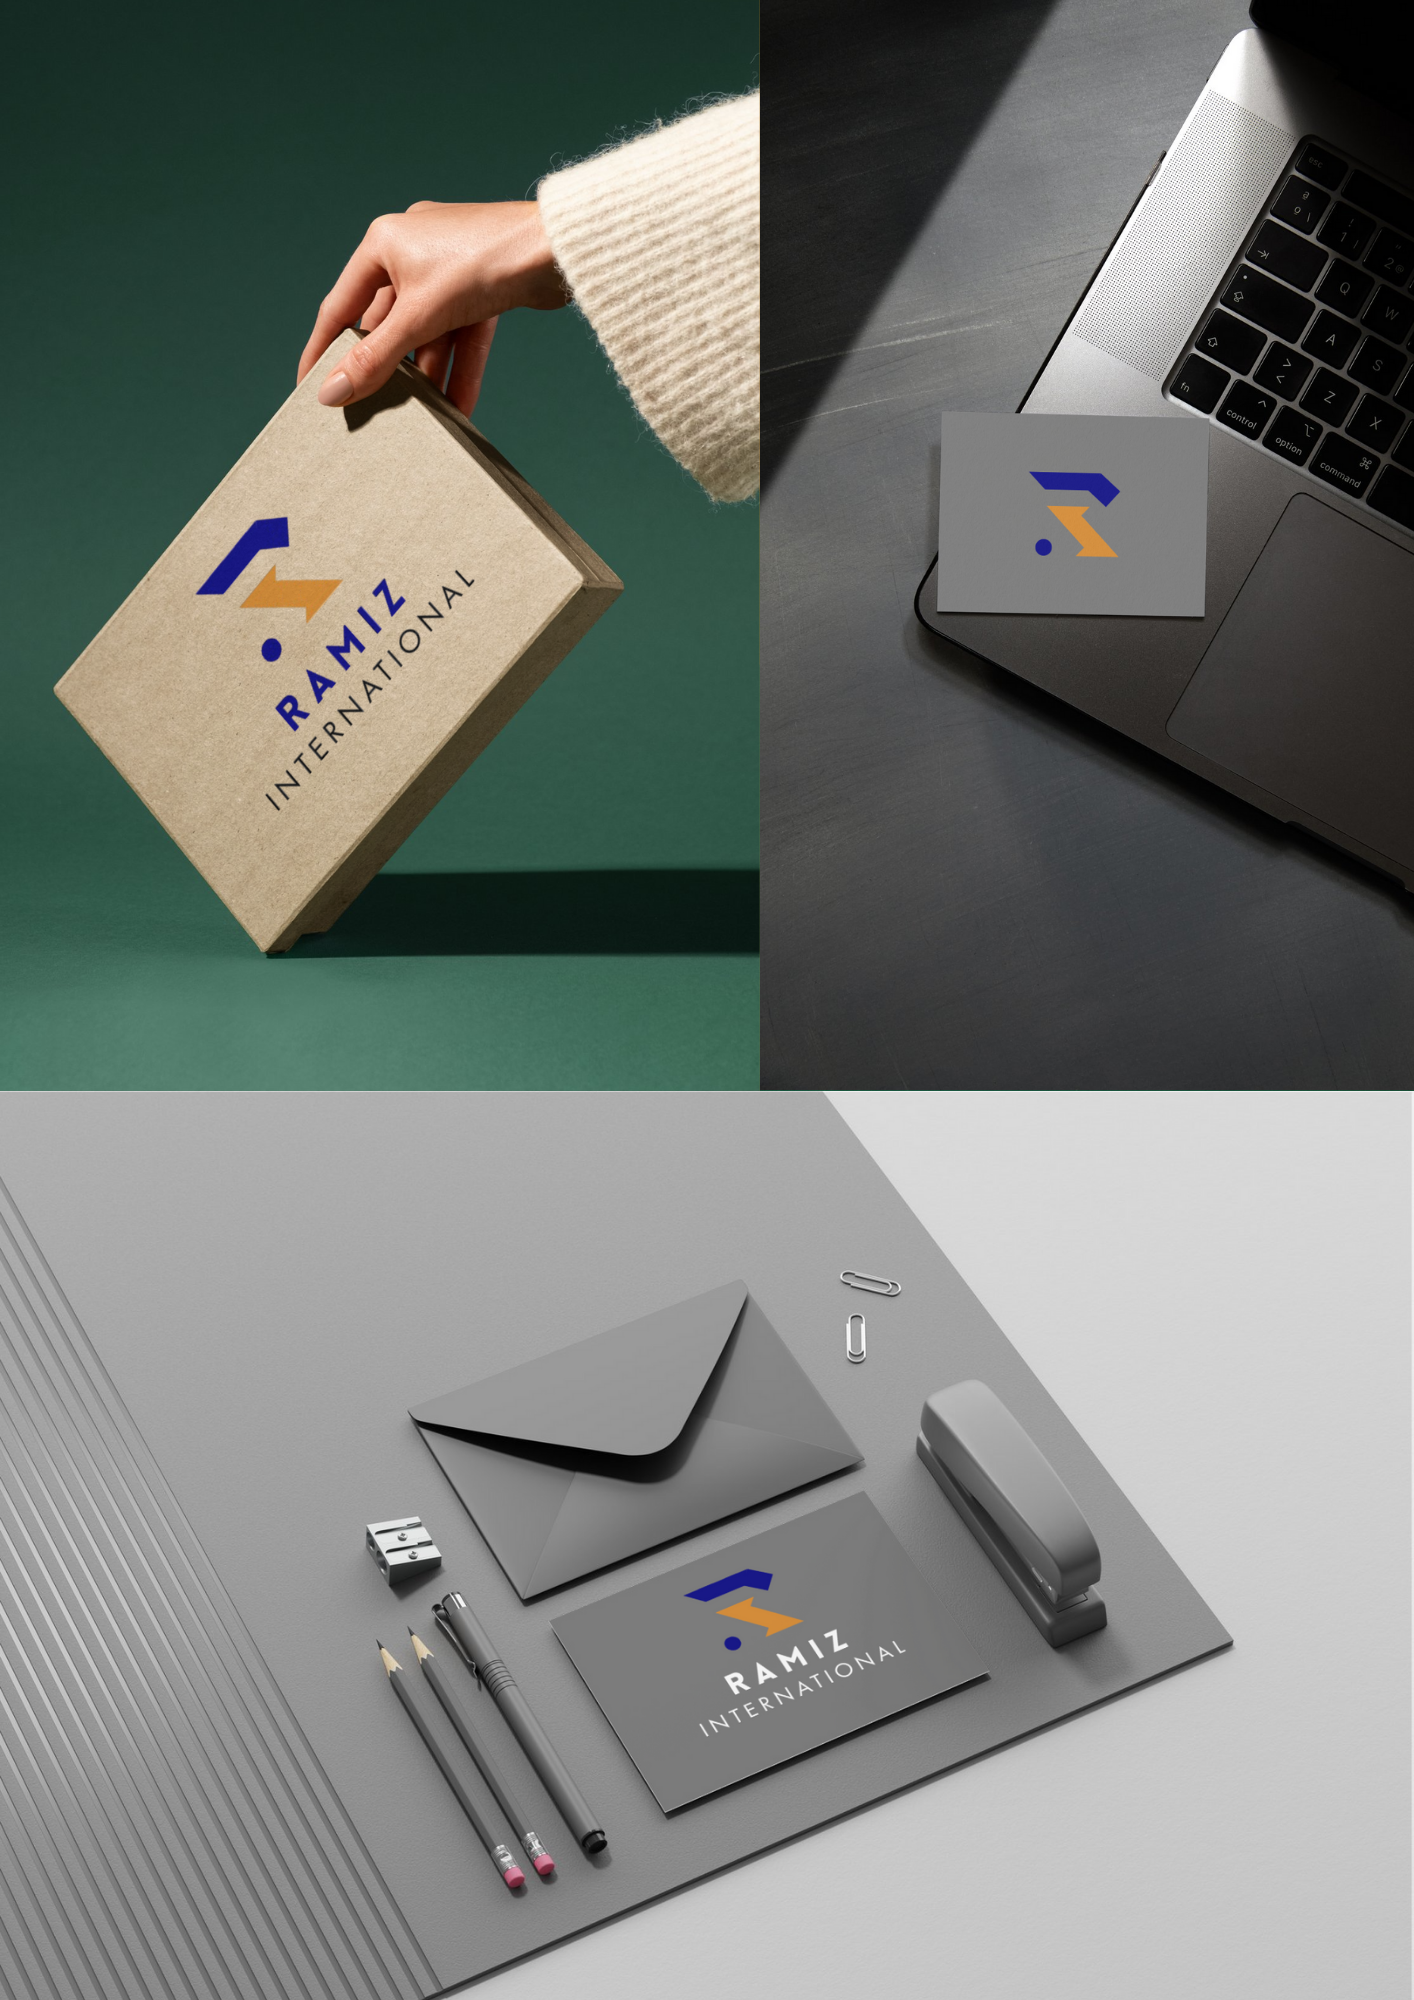 RAMIZ
INTERNATIONAL
esc
Q
W
A
S
Z
X
fn
control
option
command
RAMIZ
INTERNATIONAL